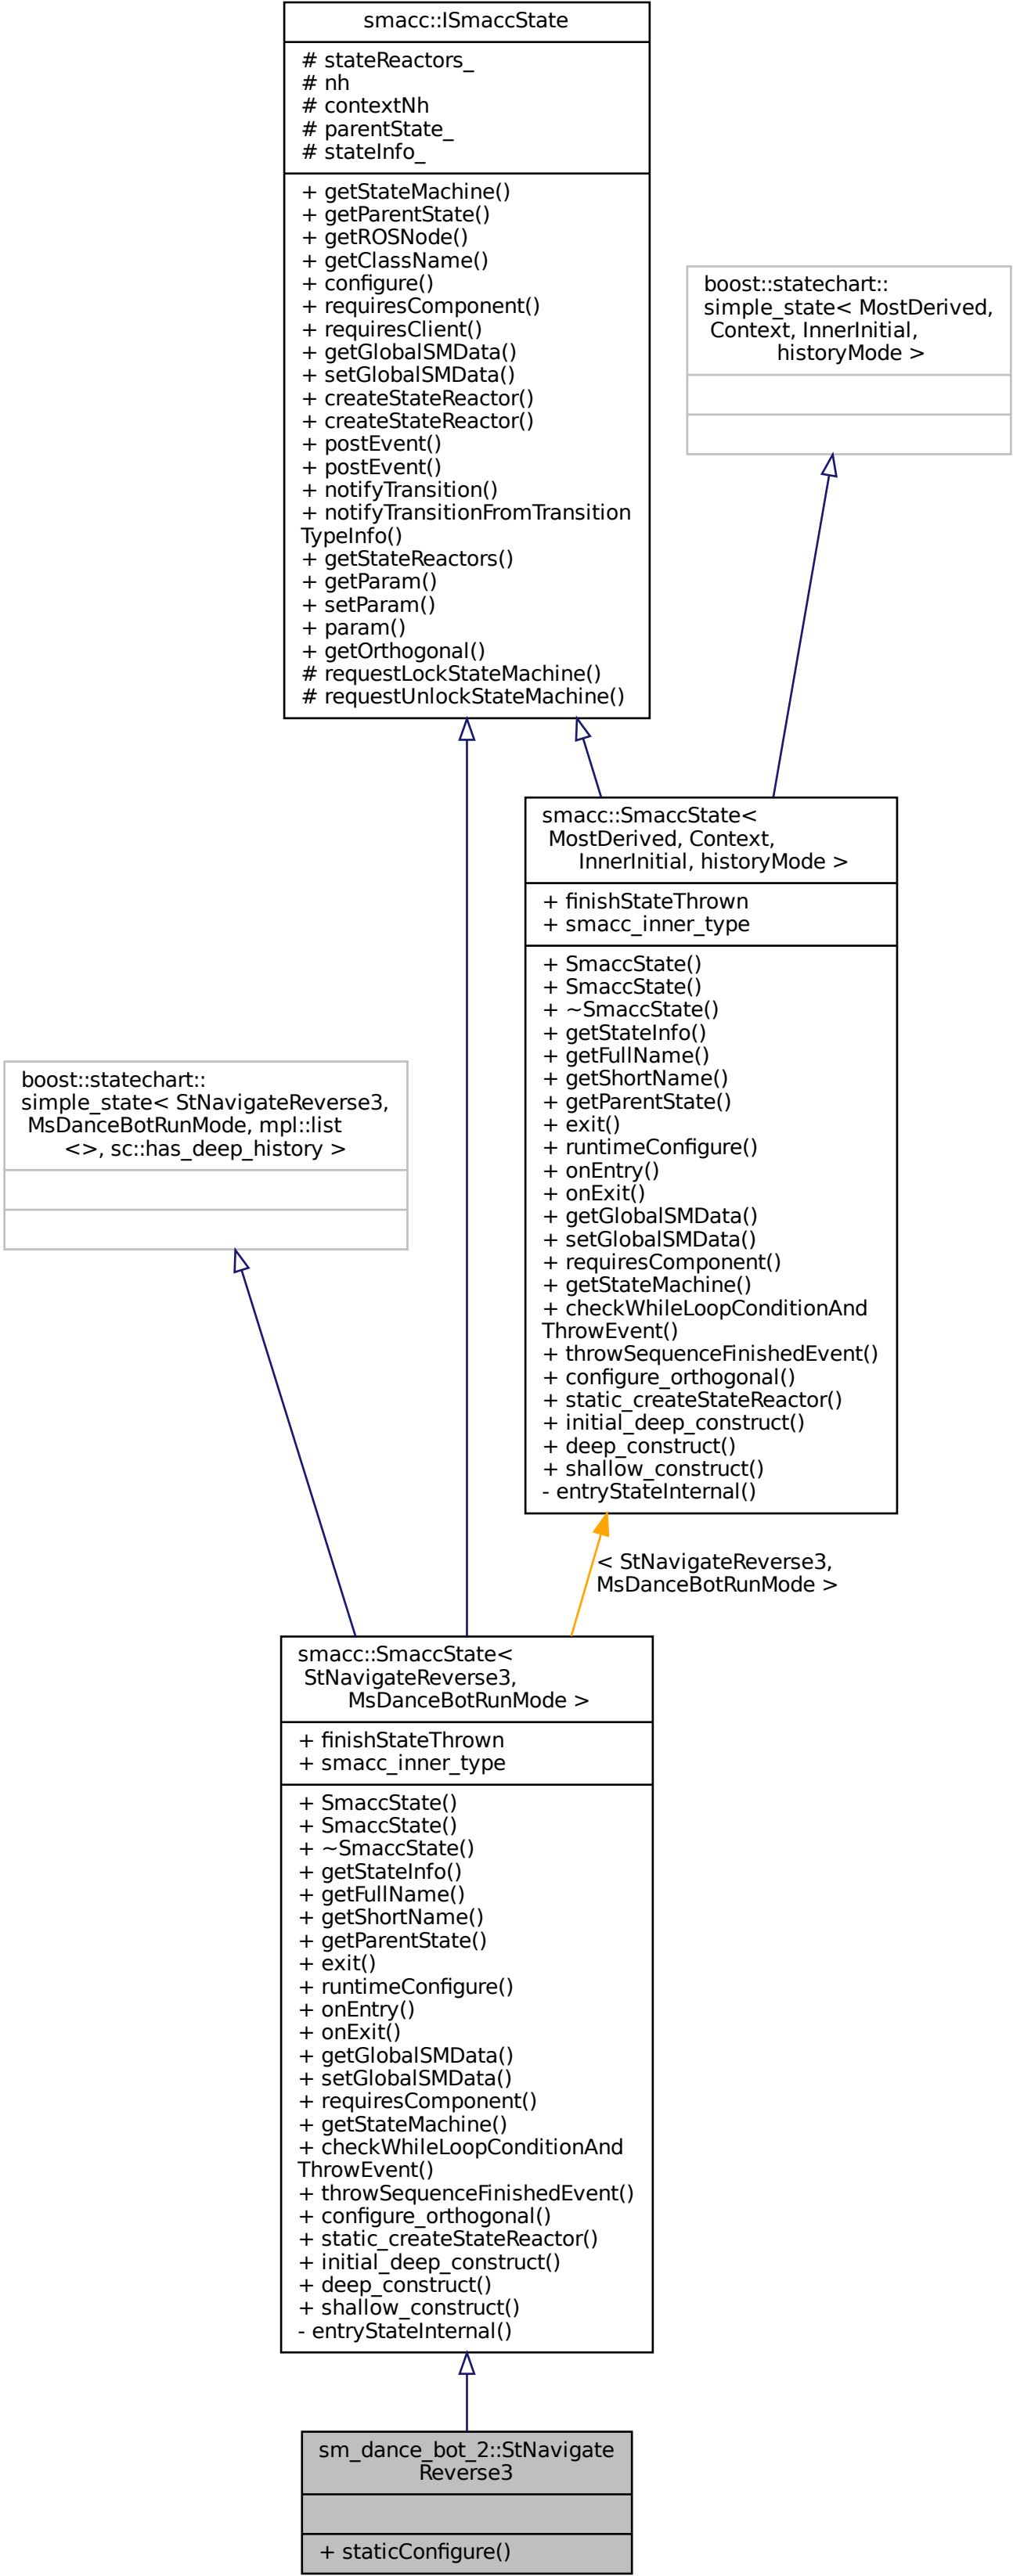 smacc::ISmaccState
# stateReactors_
# nh
# contextNh
# parentState_
# stateInfo_
+ getStateMachine()
+ getParentState()
+ getROSNode()
+ getClassName()
+ configure()
+ requiresComponent()
+ requiresClient()
+ getGlobalSMData()
+ setGlobalSMData()
+ createStateReactor()
+ createStateReactor()
+ postEvent()
+ postEvent()
+ notifyTransition()
+ notifyTransitionFromTransition
TypeInfo()
+ getStateReactors()
+ getParam()
+ setParam()
+ param()
+ getOrthogonal()
# requestLockStateMachine()
# requestUnlockStateMachine()
boost::statechart::
simple_state< MostDerived,
Context, InnerInitial,
historyMode >
smacc::SmaccState<
MostDerived, Context,
InnerInitial, historyMode >
+ finishStateThrown
+ smacc_inner_type
+ SmaccState()
+ SmaccState()
+ ~SmaccState()
+ getStateInfo()
+ getFullName()
+ getShortName()
+ getParentState()
+ exit()
+ runtimeConfigure()
+ onEntry()
+ onExit()
+ getGlobalSMData()
+ setGlobalSMData()
+ requiresComponent()
+ getStateMachine()
+ checkWhileLoopConditionAnd
ThrowEvent()
+ throwSequenceFinishedEvent()
+ configure_orthogonal()
+ static_createStateReactor()
+ initial_deep_construct()
+ deep_construct()
+ shallow_construct()
- entryStateInternal()
boost::statechart::
simple_state< StNavigateReverse3,
MsDanceBotRunMode, mpl::list
<>, sc::has_deep_history >
< StNavigateReverse3,
MsDanceBotRunMode >
smacc::SmaccState<
StNavigateReverse3,
MsDanceBotRunMode >
+ finishStateThrown
+ smacc_inner_type
+ SmaccState()
+ SmaccState()
+ ~SmaccState()
+ getStateInfo()
+ getFullName()
+ getShortName()
+ getParentState()
+ exit()
+ runtimeConfigure()
+ onEntry()
+ onExit()
+ getGlobalSMData()
+ setGlobalSMData()
+ requiresComponent()
+ getStateMachine()
+ checkWhileLoopConditionAnd
ThrowEvent()
+ throwSequenceFinishedEvent()
+ configure_orthogonal()
+ static_createStateReactor()
+ initial_deep_construct()
+ deep_construct()
+ shallow_construct()
- entryStateInternal()
sm_dance_bot_2::StNavigate
Reverse3
+ staticConfigure()